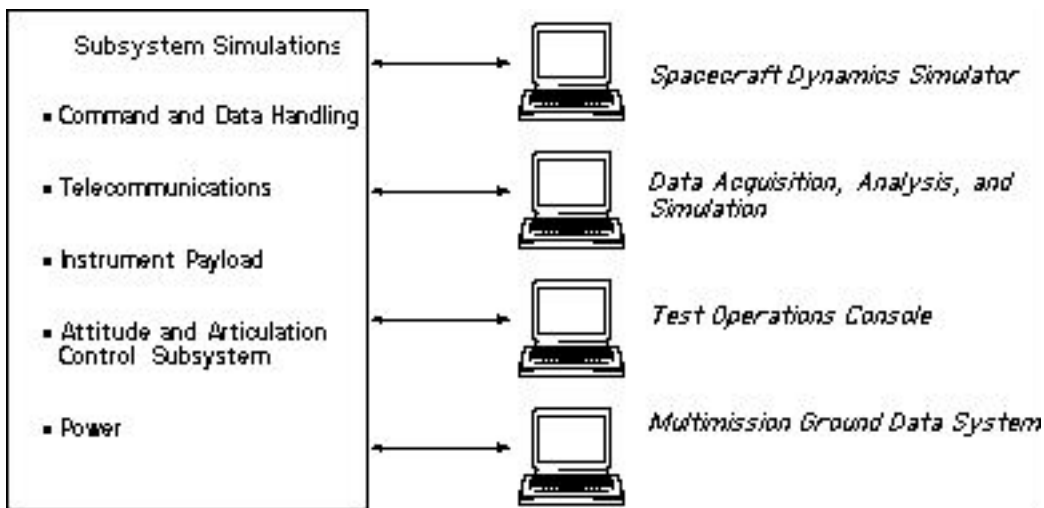 Subsystem Simulations
▪ Command and Data Handling
▪ Telecommunications
▪ Instrument Payload
▪ Attitude and Articulation
Control Subsystem
▪ Power
Spacecraft Dynamics Simulator
Data Acquisition, Analysis, and
Simulation
Test Operations Console
Multimission Ground Data System